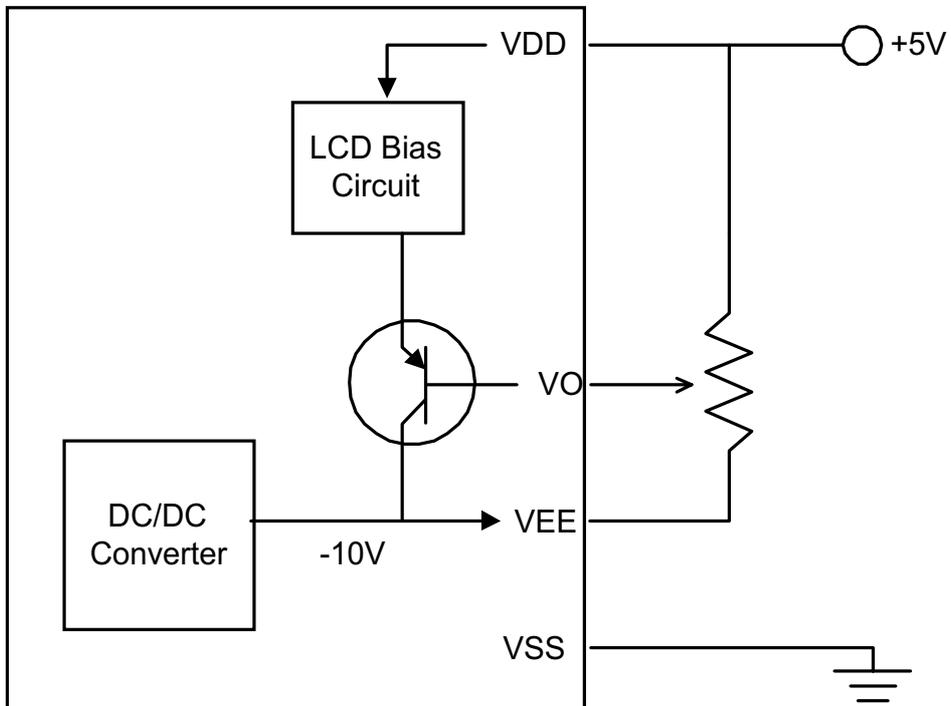 VDD
+5V
LCD Bias
Circuit
VO
DC/DC
Converter
-10V
VEE
VSS